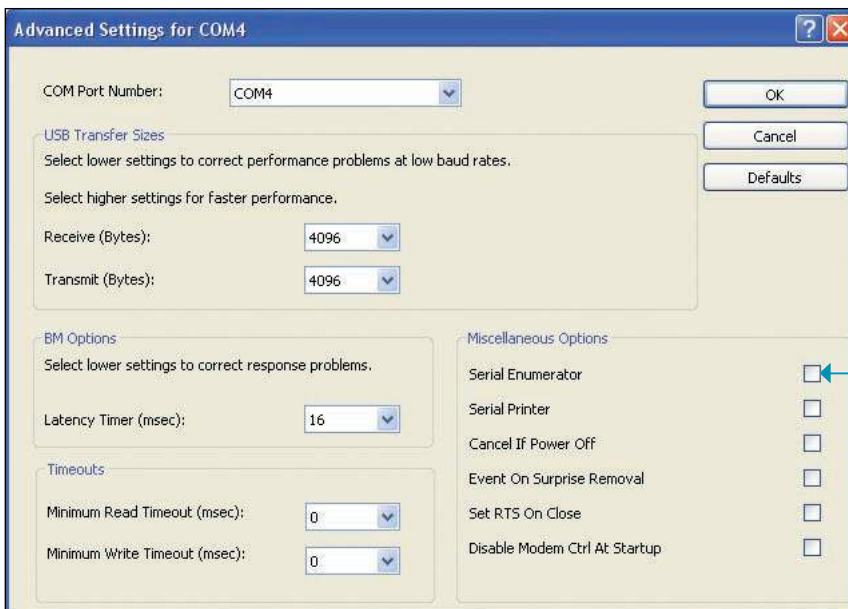 Advanced Settings for COM4
COM Port Number: COM4
OK
Cancel
Defaults
USB Transfer Sizes
Select lower settings to correct performance problems at low baud rates.
Select higher settings for faster performance.
Receive (Bytes): 4096
Transmit (Bytes): 4096
BM Options
Select lower settings to correct response problems.
Latency Timer (msec): 16
Timeouts
Minimum Read Timeout (msec): 0
Minimum Write Timeout (msec): 0
Miscellaneous Options
Serial Enumerator
Serial Printer
Cancel If Power Off
Event On Surprise Removal
Set RTS On Close
Disable Modem Ctrl At Startup